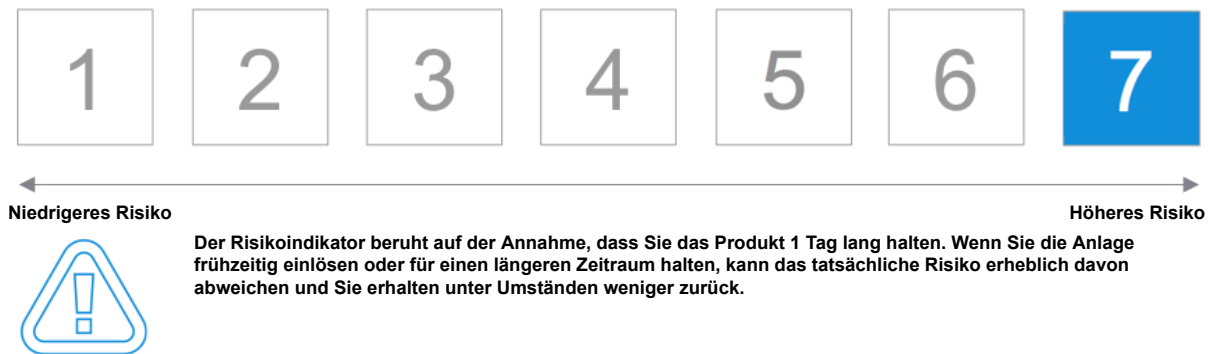 1 2 3 4 5 6 7
Niedrigeres Risiko Höheres Risiko
Der Risikoindikator beruht auf der Annahme, dass Sie das Produkt 1 Tag lang halten. Wenn Sie die Anlage
frühzeitig einlösen oder für einen längeren Zeitraum halten, kann das tatsächliche Risiko erheblich davon
abweichen und Sie erhalten unter Umständen weniger zurück.